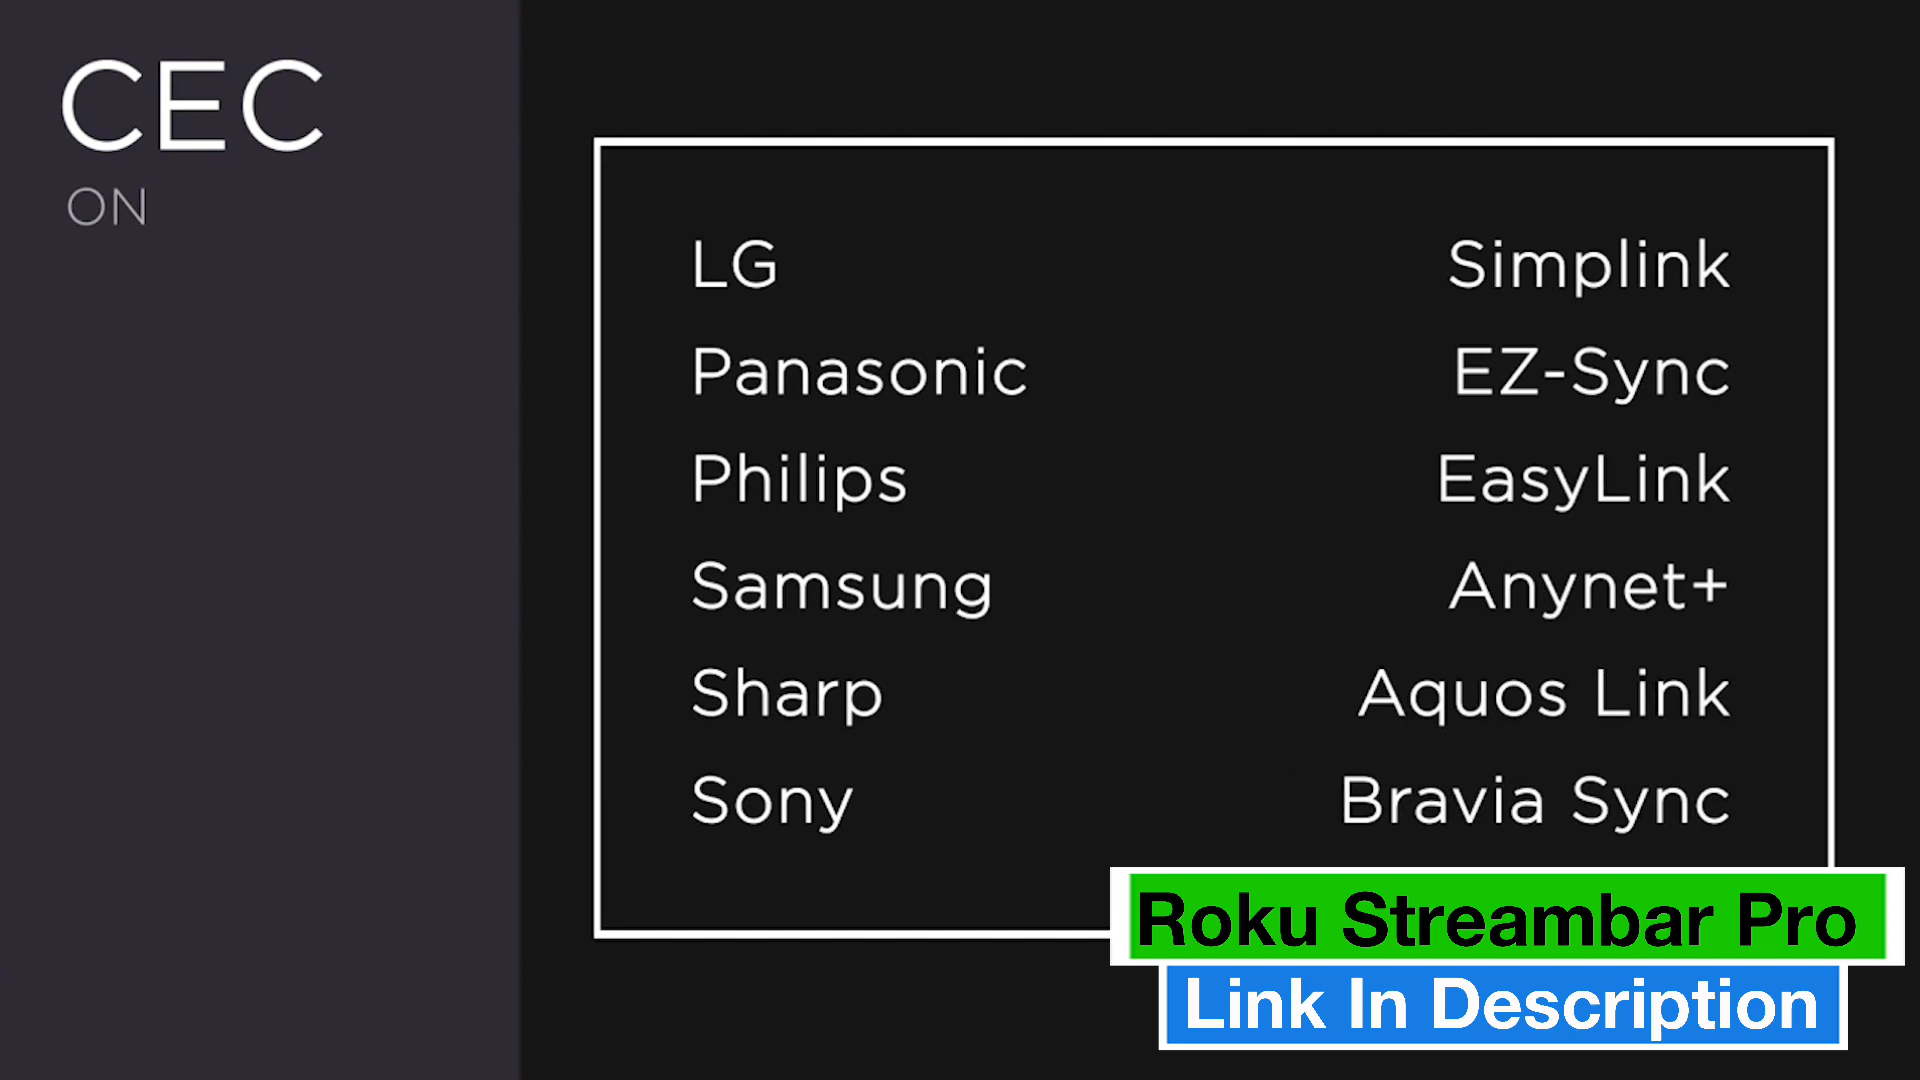 CEC
ON
LG Simplink
Panasonic EZ-Sync
Philips EasyLink
Samsung Anynet+
Sharp Aquos Link
Sony Bravia Sync
Roku Streambar Pro
Link In Description